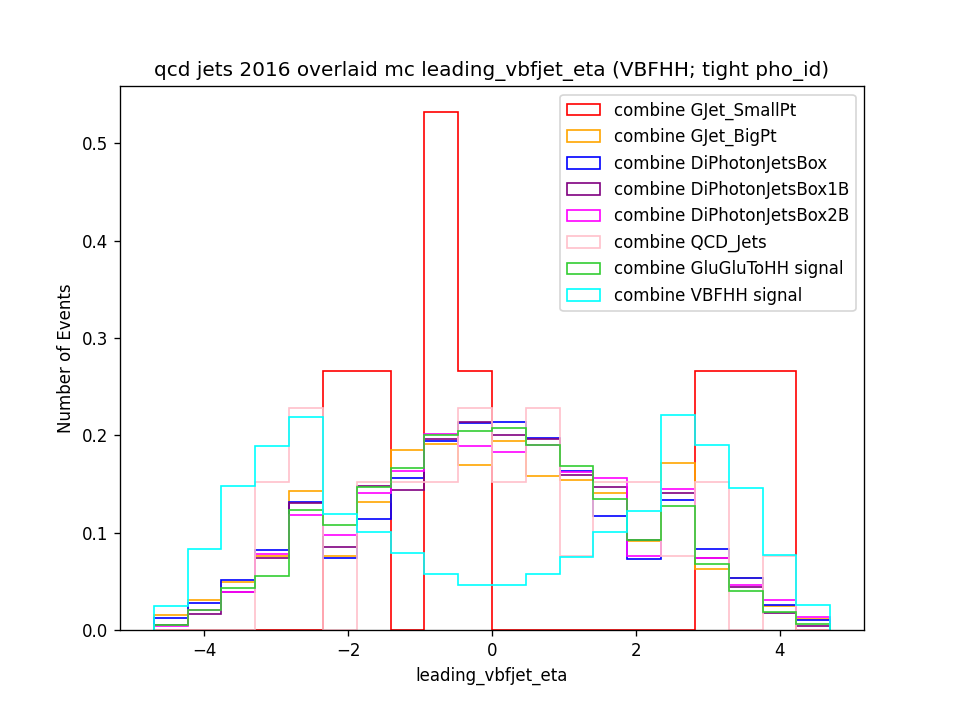 qcd jets 2016 overlaid mc leading_vbfjet_eta (VBFHH; tight pho_id)
combine GJet_SmallPt
combine GJet_BigPt
combine DiPhotonJetsBox
combine DiPhotonJetsBox1B
combine DiPhotonJetsBox2B
combine QCD_Jets
combine GluGluToHH signal
combine VBFHH signal
Number of Events
0.5
0.4
0.3
0.2
0.1
0.0
−4 −2 0 2 4
leading_vbfjet_eta